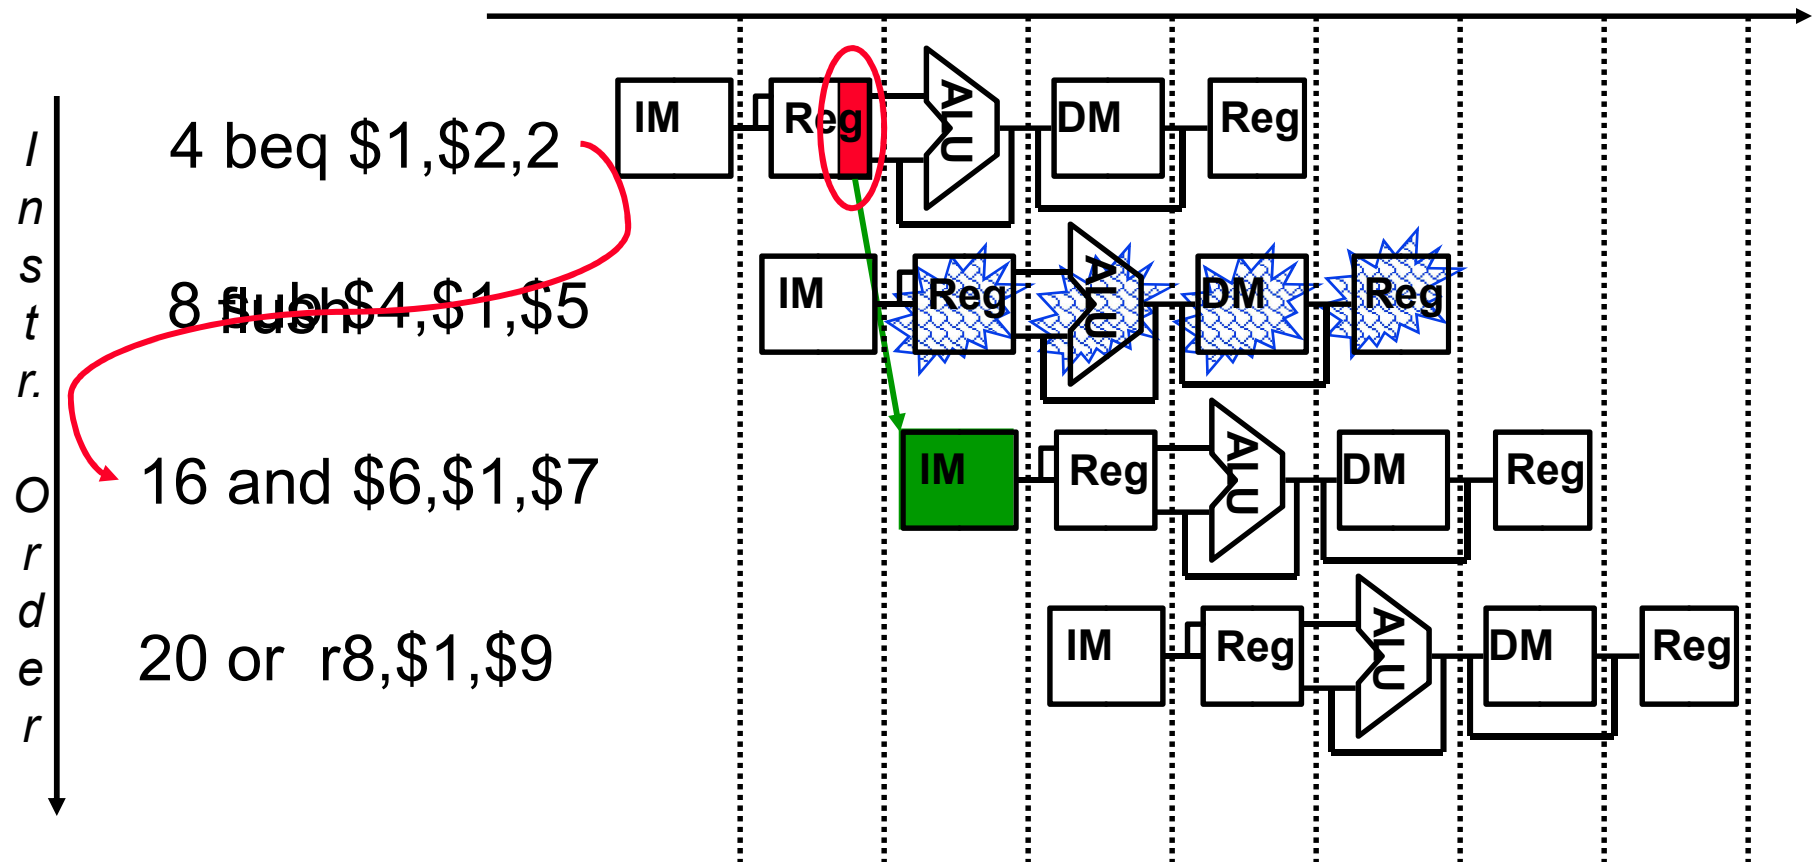 Instr. Order
4 beq $1,$2,2
IM Reg ALU DM Reg
8 sub $4,$1,$5
flush
IM Reg ALU DM Reg
16 and $6,$1,$7
IM Reg ALU DM Reg
20 or r8,$1,$9
IM Reg ALU DM Reg